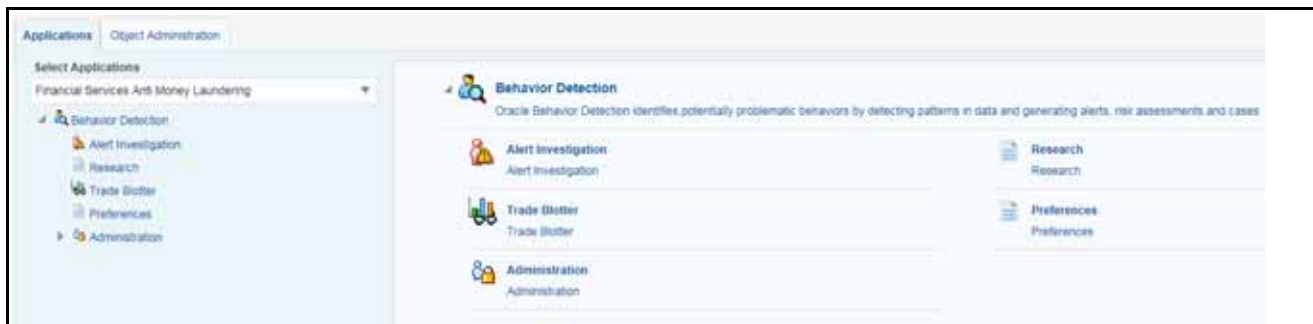 Applications Object Administration
Select Applications
Financial Services Anti Money Laundering
Behavior Detection
Alert Investigation
Research
Trade Blotter
Preferences
Administration
Behavior Detection
Oracle Behavior Detection identifies potentially problematic behaviors by detecting patterns in data and generating alerts, risk assessments and cases
Alert Investigation
Alert Investigation
Research
Research
Trade Blotter
Trade Blotter
Preferences
Preferences
Administration
Administration